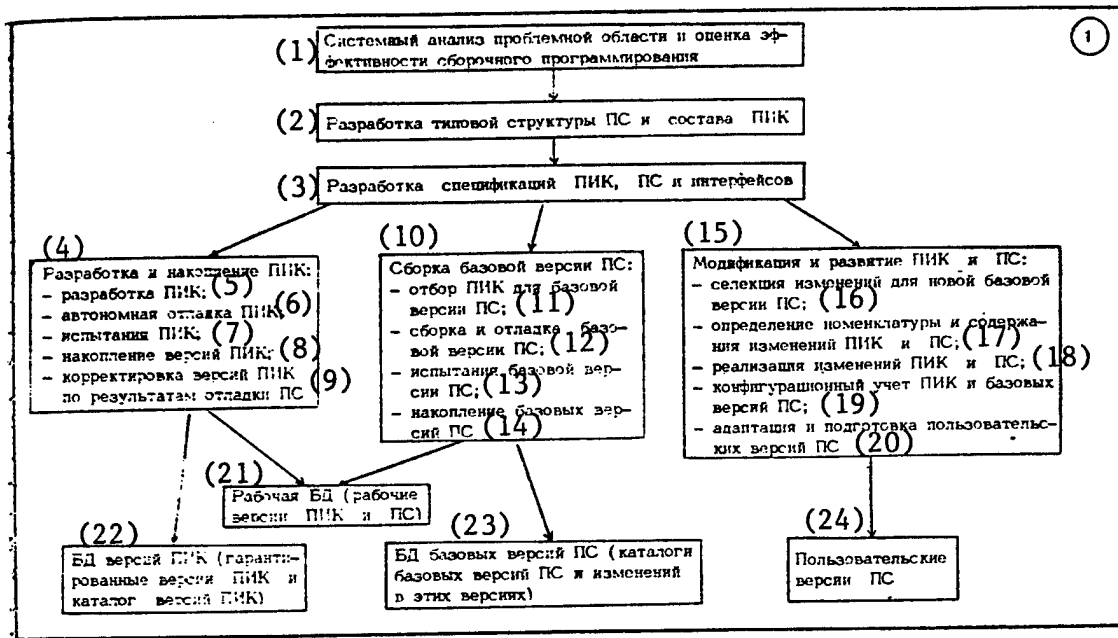 1
(1) Системный анализ проблемной области и оценка эф-
фективности сборочного программирования
(2) Разработка типовой структуры ПС и состава ПИК
(3) Разработка спецификаций ПИК, ПС и интерфейсов
(4)
Разработка и накопление ПИК:
- разработка ПИК; (5)
- автономная отладка ПИК; (6)
- испытания ПИК; (7)
- накопление версий ПИК; (8)
- корректировка версий ПИК (9)
по результатам отладки ПС
(10)
Сборка базовой версии ПС:
- отбор ПИК для базовой
версии ПС; (11)
- сборка и отладка базо-
вой версии ПС; (12)
- испытания базовой вер-
сии ПС; (13)
- накопление базовых вер-
сий ПС (14)
(15)
Модификация и развитие ПИК и ПС:
- селекция изменений для новой базовой
версии ПС; (16)
- определение номенклатуры и содержа-
ния изменений ПИК и ПС; (17)
- реализация изменений ПИК и ПС; (18)
- конфигурационный учет ПИК и базовых
версий ПС; (19)
- адаптация и подготовка пользователь-
ских версий ПС (20)
(21)
Рабочая БД (рабочие
версии ПИК и ПС)
(22)
БД версий ПИК (гаранти-
рованные версии ПИК и
каталог версий ПИК)
(23)
БД базовых версий ПС (каталоги
базовых версий ПС и изменений
в этих версиях)
(24)
Пользовательские
версии ПС